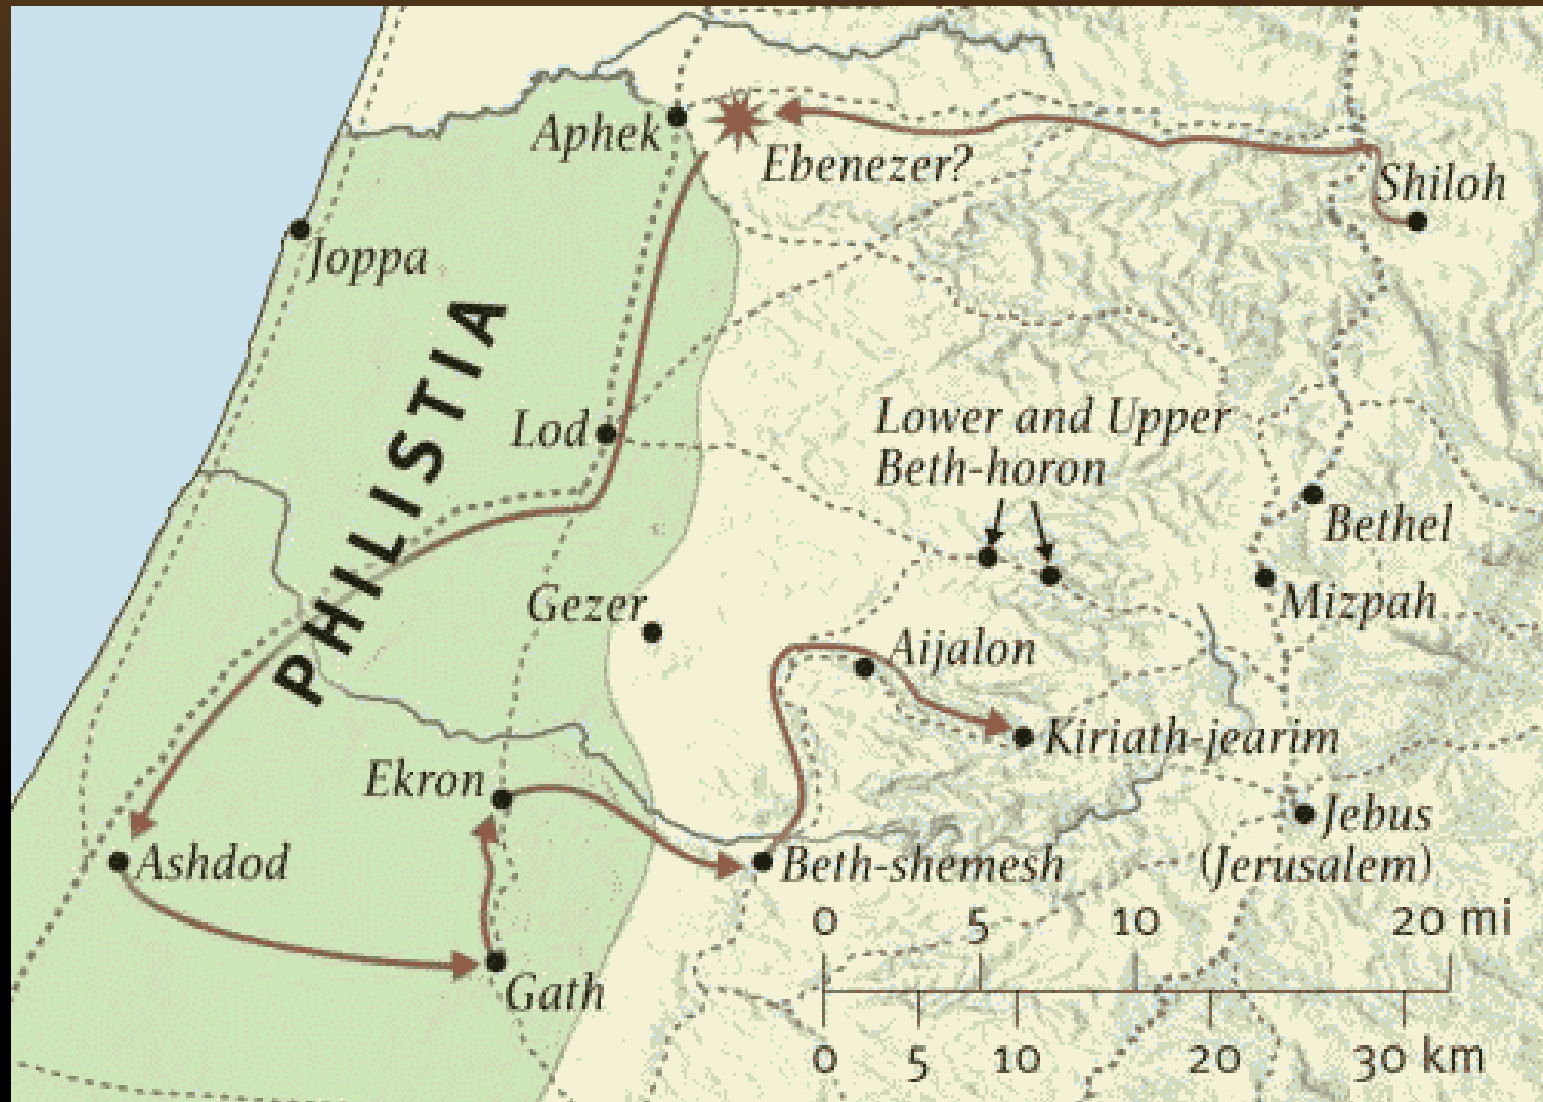 Aphek
Ebenezer?
Shiloh
Joppa
PHILISTIA
Lod
Lower and Upper
Beth-horon
Bethel
Gezer
Mizpah
Aijalon
Kiriath-jearim
Ekron
Jebus
(Jerusalem)
Ashdod
Beth-shemesh
Gath
0 5 10 20 mi
0 5 10 20 30 km